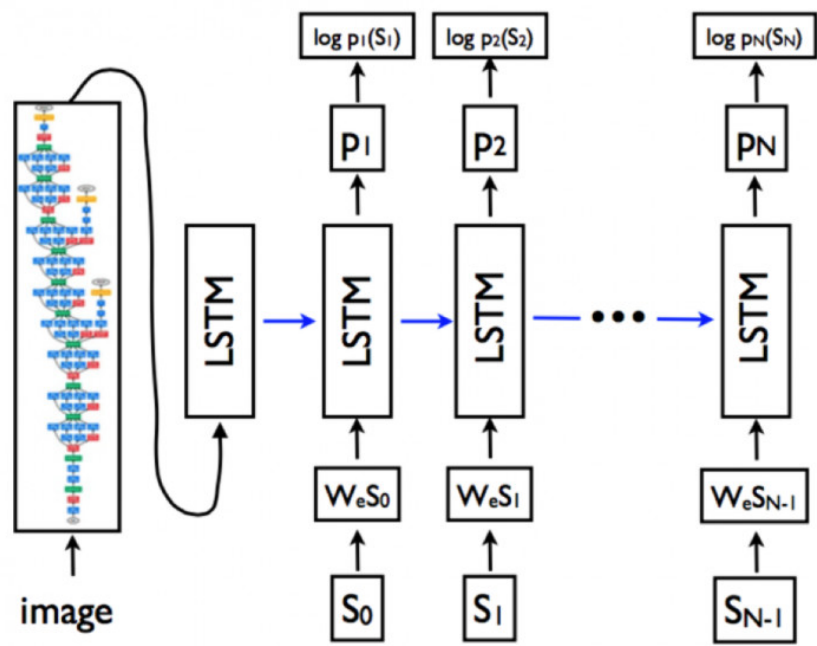 log p1(S1) log p2(S2) log pN(SN)
p1 p2 pN
LSTM LSTM LSTM LSTM
WeS0 WeS1 WeSN-1
image S0 S1 SN-1